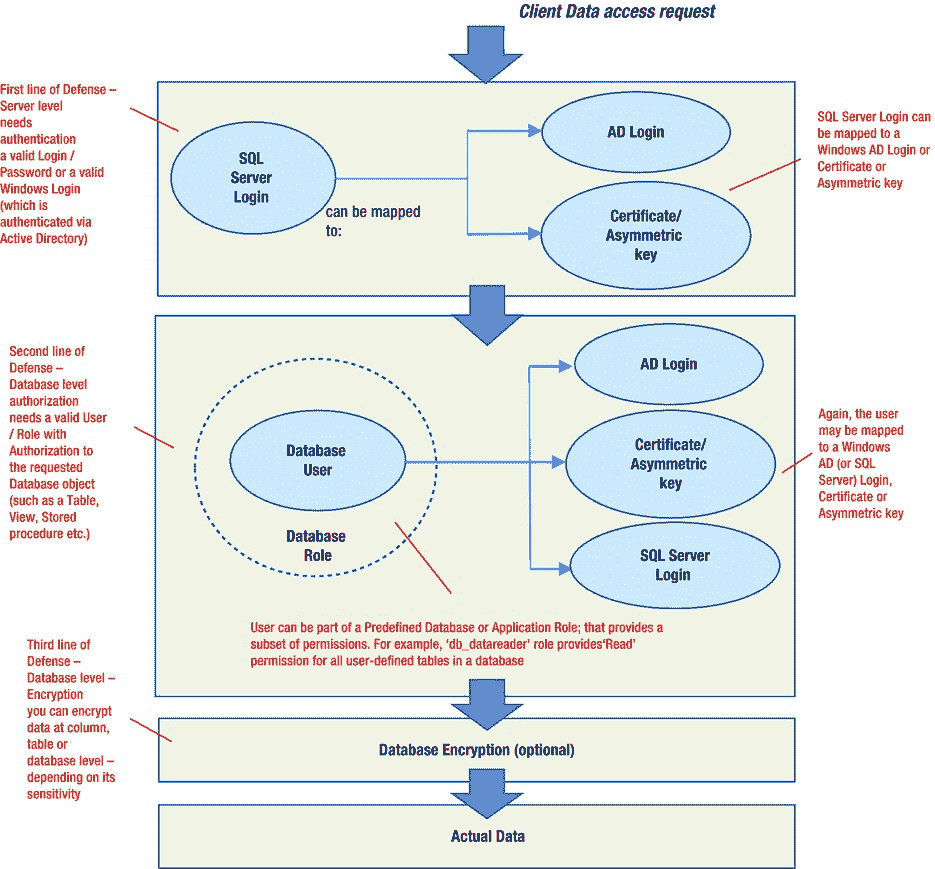 Client Data access request
First line of Defense –
Server level
needs
authentication
a valid Login /
Password or a valid
Windows Login
(which is
authenticated via
Active Directory)
SQL
Server
Login
can be mapped
to:
AD Login
Certificate/
Asymmetric
key
SQL Server Login can
be mapped to a
Windows AD Login or
Certificate or
Asymmetric key
Second line of
Defense –
Database level
authorization
needs a valid User
/ Role with
Authorization to
the requested
Database object
(such as a Table,
View, Stored
procedure etc.)
Database
User
Database
Role
AD Login
Certificate/
Asymmetric
key
SQL Server
Login
Again, the user
may be mapped
to a Windows
AD (or SQL
Server) Login,
Certificate or
Asymmetric key
User can be part of a Predefined Database or Application Role; that provides a
subset of permissions. For example, ‘db_datareader’ role provides‘Read’
permission for all user-defined tables in a database
Third line of
Defense –
Database level –
Encryption
you can encrypt
data at column,
table or
database level –
depending on its
sensitivity
Database Encryption (optional)
Actual Data